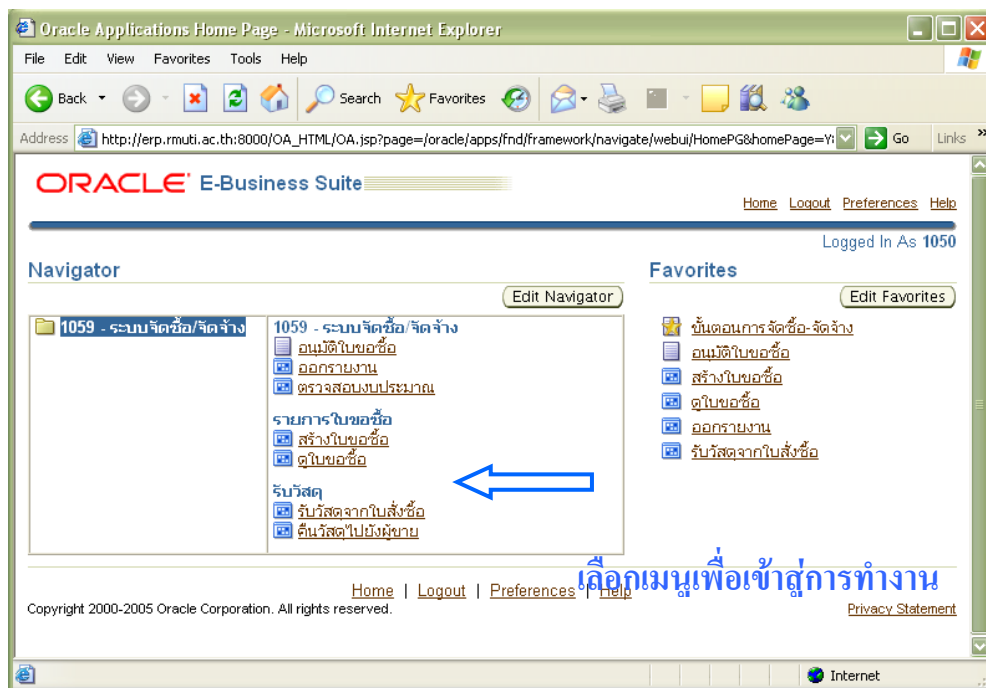 Oracle Applications Home Page - Microsoft Internet Explorer
File Edit View Favorites Tools Help
Back Search Favorites
Address http://erp.rmuti.ac.th:8000/OA_HTML/OA.jsp?page=/oracle/apps/fnd/framework/navigate/webui/HomePG&homePage=Y& Go Links »
ORACLE E-Business Suite
Home Logout Preferences Help
Logged In As 1050
Navigator
Edit Navigator
1059 - ระบบจัดซื้อ/จัดจ้าง
1059 - ระบบจัดซื้อ/จัดจ้าง
อนุมัติใบขอซื้อ
ออกรายงาน
ตรวจสอบงบประมาณ
รายการใบขอซื้อ
สร้างใบขอซื้อ
ดูใบขอซื้อ
รับวัสดุ
รับวัสดุจากใบสั่งซื้อ
คืนวัสดุไปยังผู้ขาย
Favorites
Edit Favorites
ขั้นตอนการจัดซื้อ-จัดจ้าง
อนุมัติใบขอซื้อ
สร้างใบขอซื้อ
ดูใบขอซื้อ
ออกรายงาน
รับวัสดุจากใบสั่งซื้อ
เลือกเมนูเพื่อเข้าสู่การทำงาน
Home | Logout | Preferences | Help
Copyright 2000-2005 Oracle Corporation. All rights reserved.
Privacy Statement
Internet